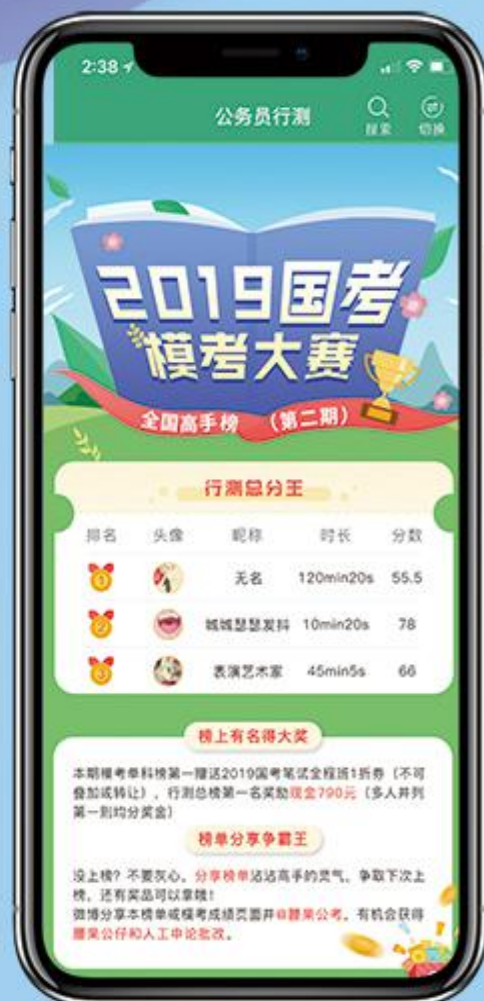 2:38
公务员行测
搜索
切换
2019国考
模考大赛
全国高手榜 (第二期)
行测总分王
排名 头像 昵称 时长 分数
1 无名 120min20s 55.5
2 城城瑟瑟发抖 10min20s 78
3 表演艺术家 45min5s 66
榜上有名得大奖
本期模考单科榜第一赠送2019国考笔试全程班1折券(不可
叠加或转让)、行测总榜第一名奖励现金790元(多人并列
第一则均分奖金)
榜单分享争霸王
没上榜?不要灰心,分享榜单沾沾高手的灵气,争取下次上
榜,还有奖品可以拿哦!
微博分享本榜单或模考成绩页面并@腰果公考,有机会获得
腰果公仔和人工申论批改。